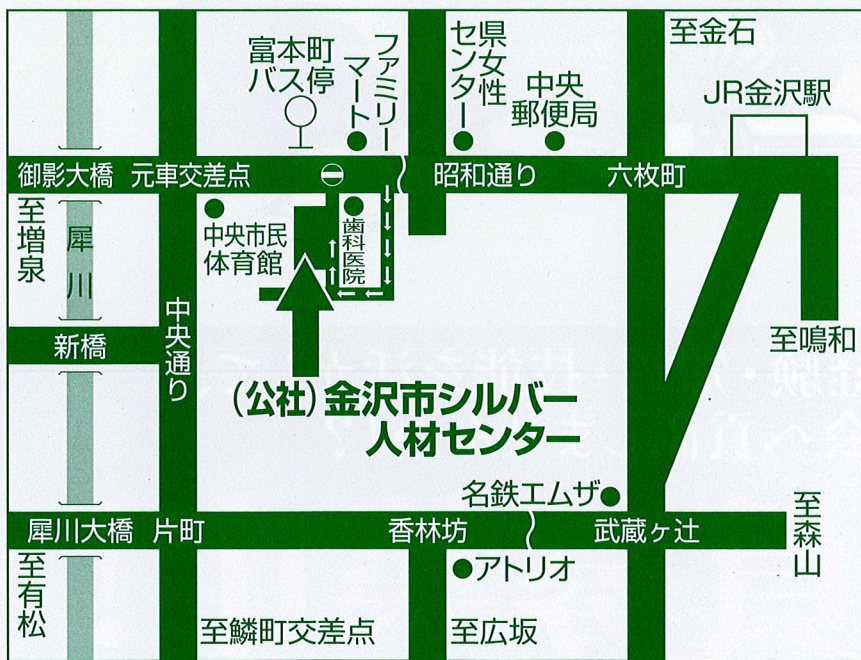 至金石
富本町
バス停
ファミリー
マート
県女性
センター
中央
郵便局
JR金沢駅
御影大橋
元車交差点
昭和通り
六枚町
至増泉
犀川
中央市民
体育館
歯科医院
中央通り
新橋
至鳴和
(公社)金沢市シルバー
人材センター
名鉄エムザ
犀川大橋
片町
香林坊
武蔵ヶ辻
至森山
至有松
アトリオ
至鱗町交差点
至広坂